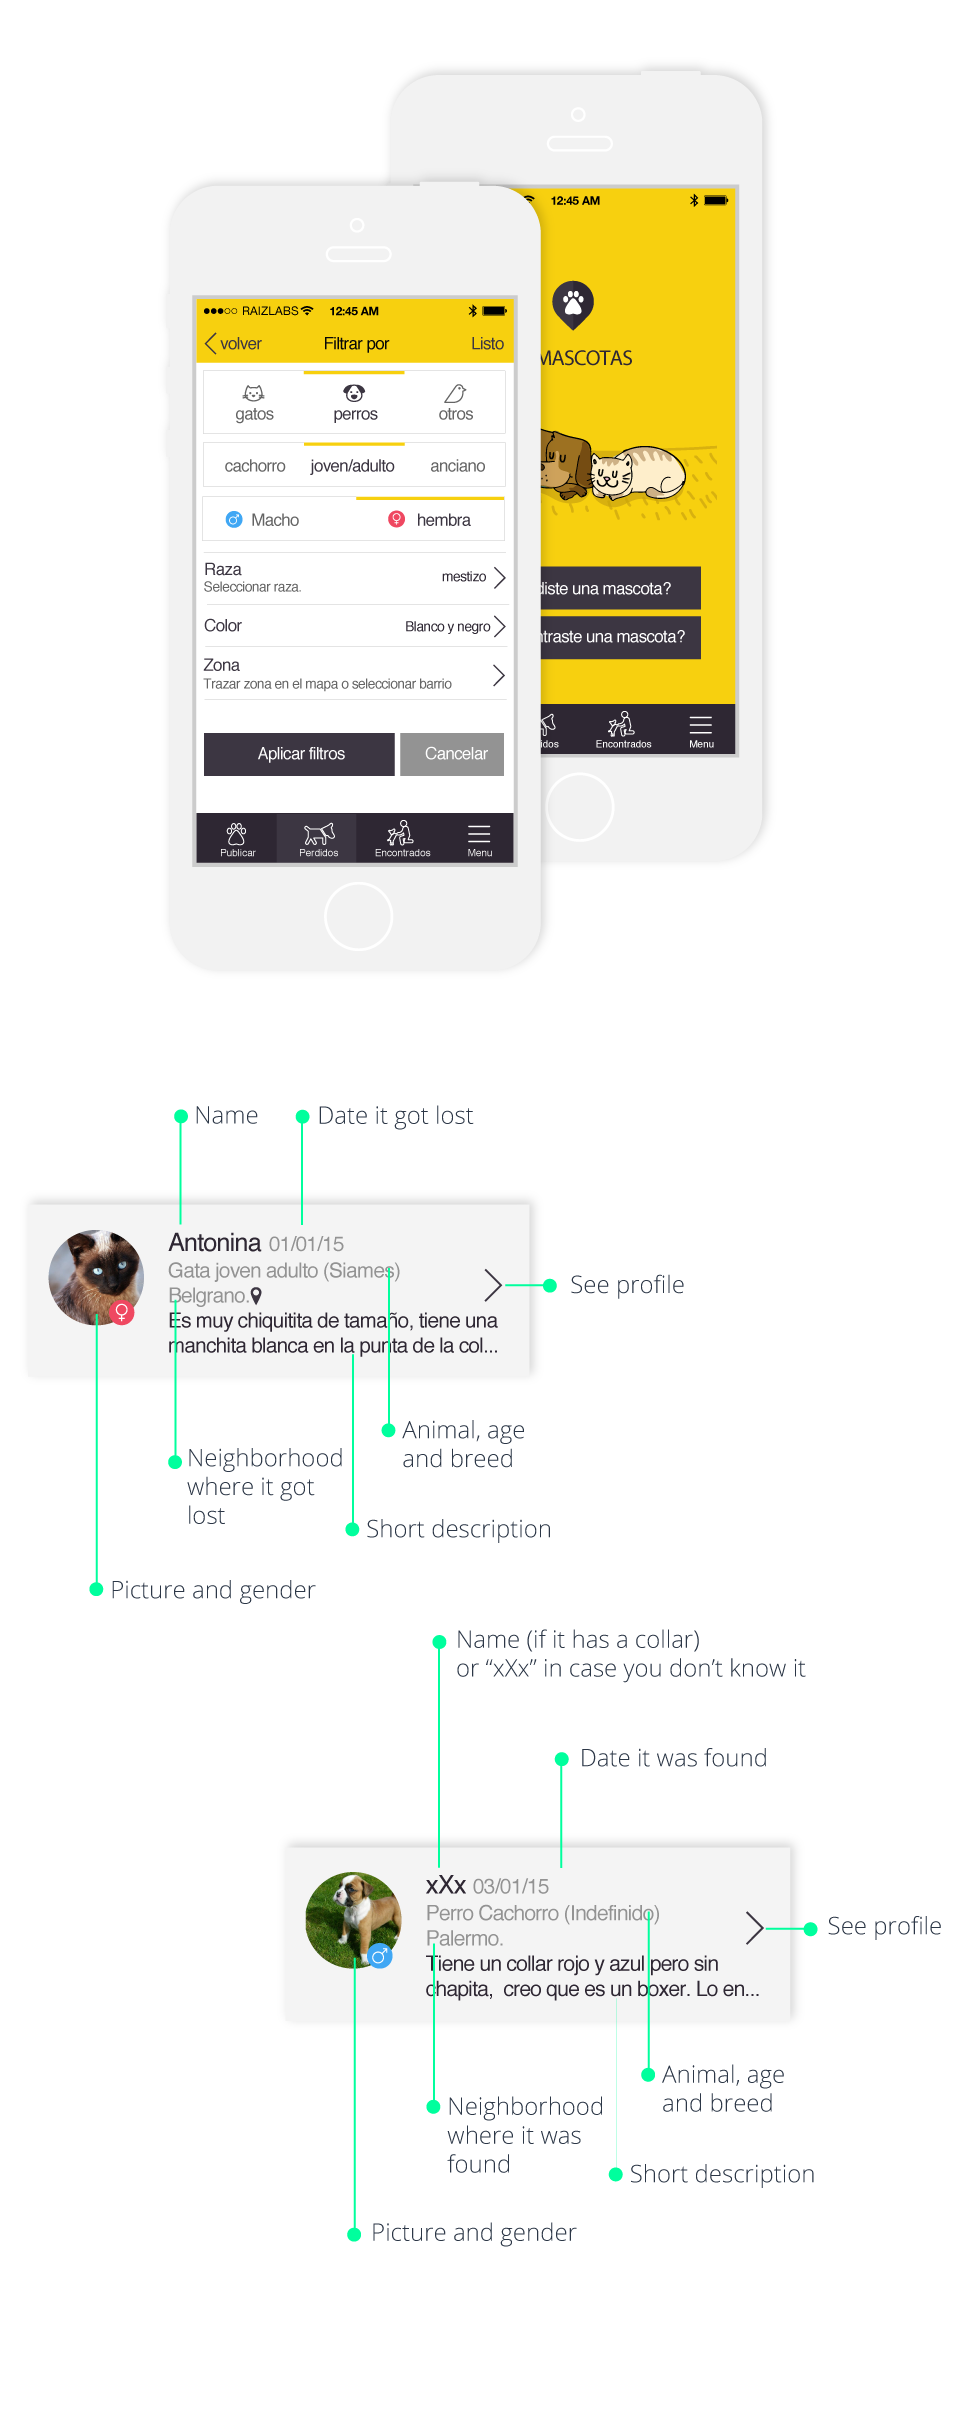 12:45 AM
MASCOTAS
diste una mascota?
ntraste una mascota?
idos
Encontrados
Menu
RAIZLABS
12:45 AM
volver
Filtrar por
Listo
gatos
perros
otros
cachorro
joven/adulto
anciano
Macho
hembra
Raza
Seleccionar raza.
mestizo
Color
Blanco y negro
Zona
Trazar zona en el mapa o seleccionar barrio
Aplicar filtros
Cancelar
Publicar
Perdidos
Encontrados
Menu
Name
Date it got lost
Antonina 01/01/15
Gata joven adulto (Siames)
Belgrano.
Es muy chiquitita de tamaño, tiene una
manchita blanca en la punta de la col...
See profile
Animal, age
and breed
Neighborhood
where it got
lost
Short description
Picture and gender
Name (if it has a collar)
or “xXx” in case you don’t know it
Date it was found
xXx 03/01/15
Perro Cachorro (Indefinido)
Palermo.
Tiene un collar rojo y azul pero sin
chapita, creo que es un boxer. Lo en...
See profile
Animal, age
and breed
Neighborhood
where it was
found
Short description
Picture and gender